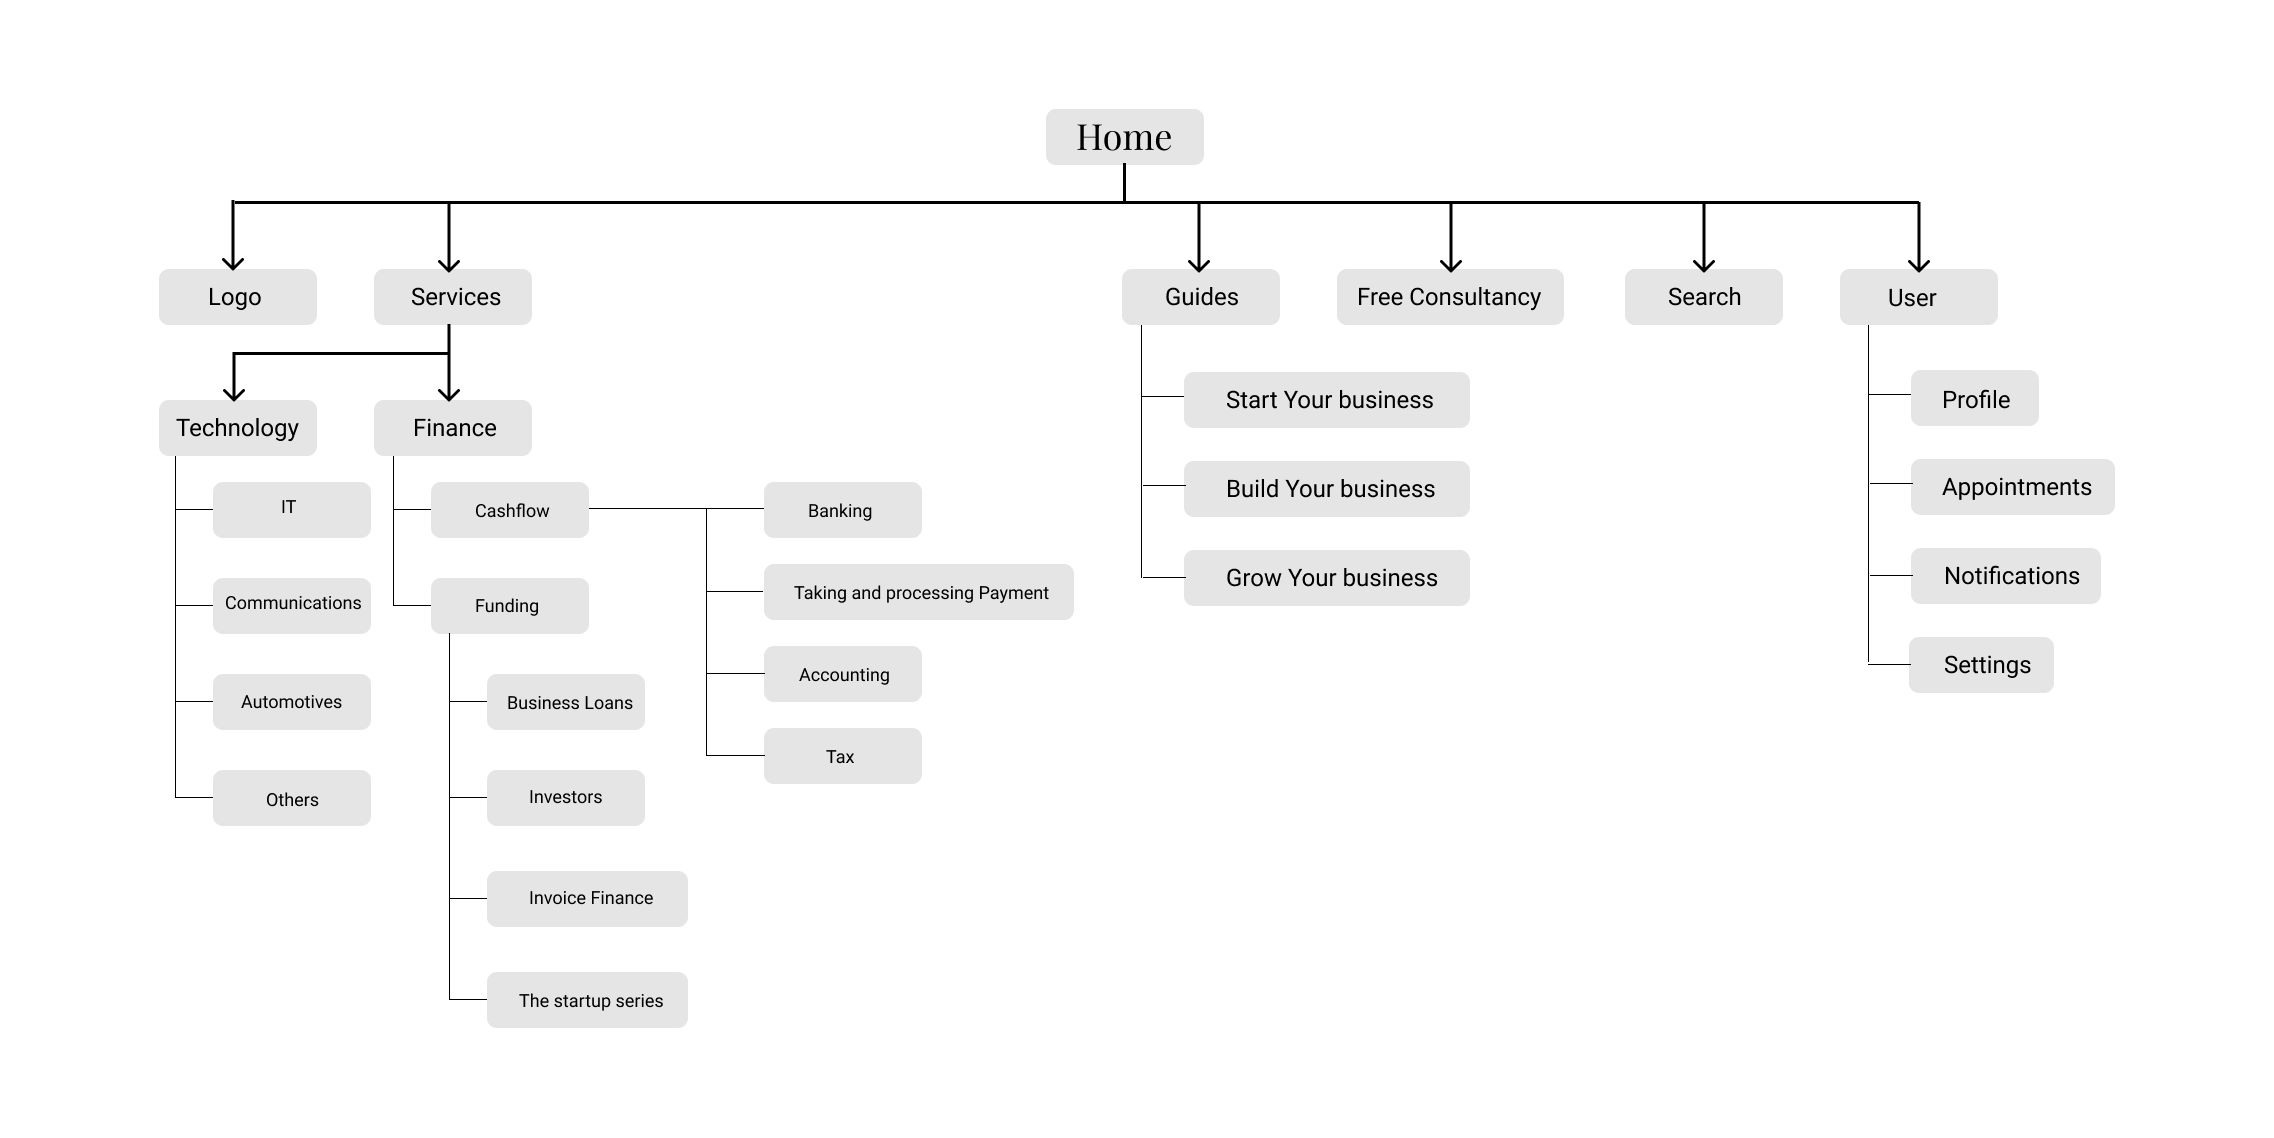 Home
Logo
Services
Guides
Free Consultancy
Search
User
Technology
Finance
IT
Communications
Automotives
Others
Cashflow
Funding
Business Loans
Investors
Invoice Finance
The startup series
Banking
Taking and processing Payment
Accounting
Tax
Start Your business
Build Your business
Grow Your business
Profile
Appointments
Notifications
Settings